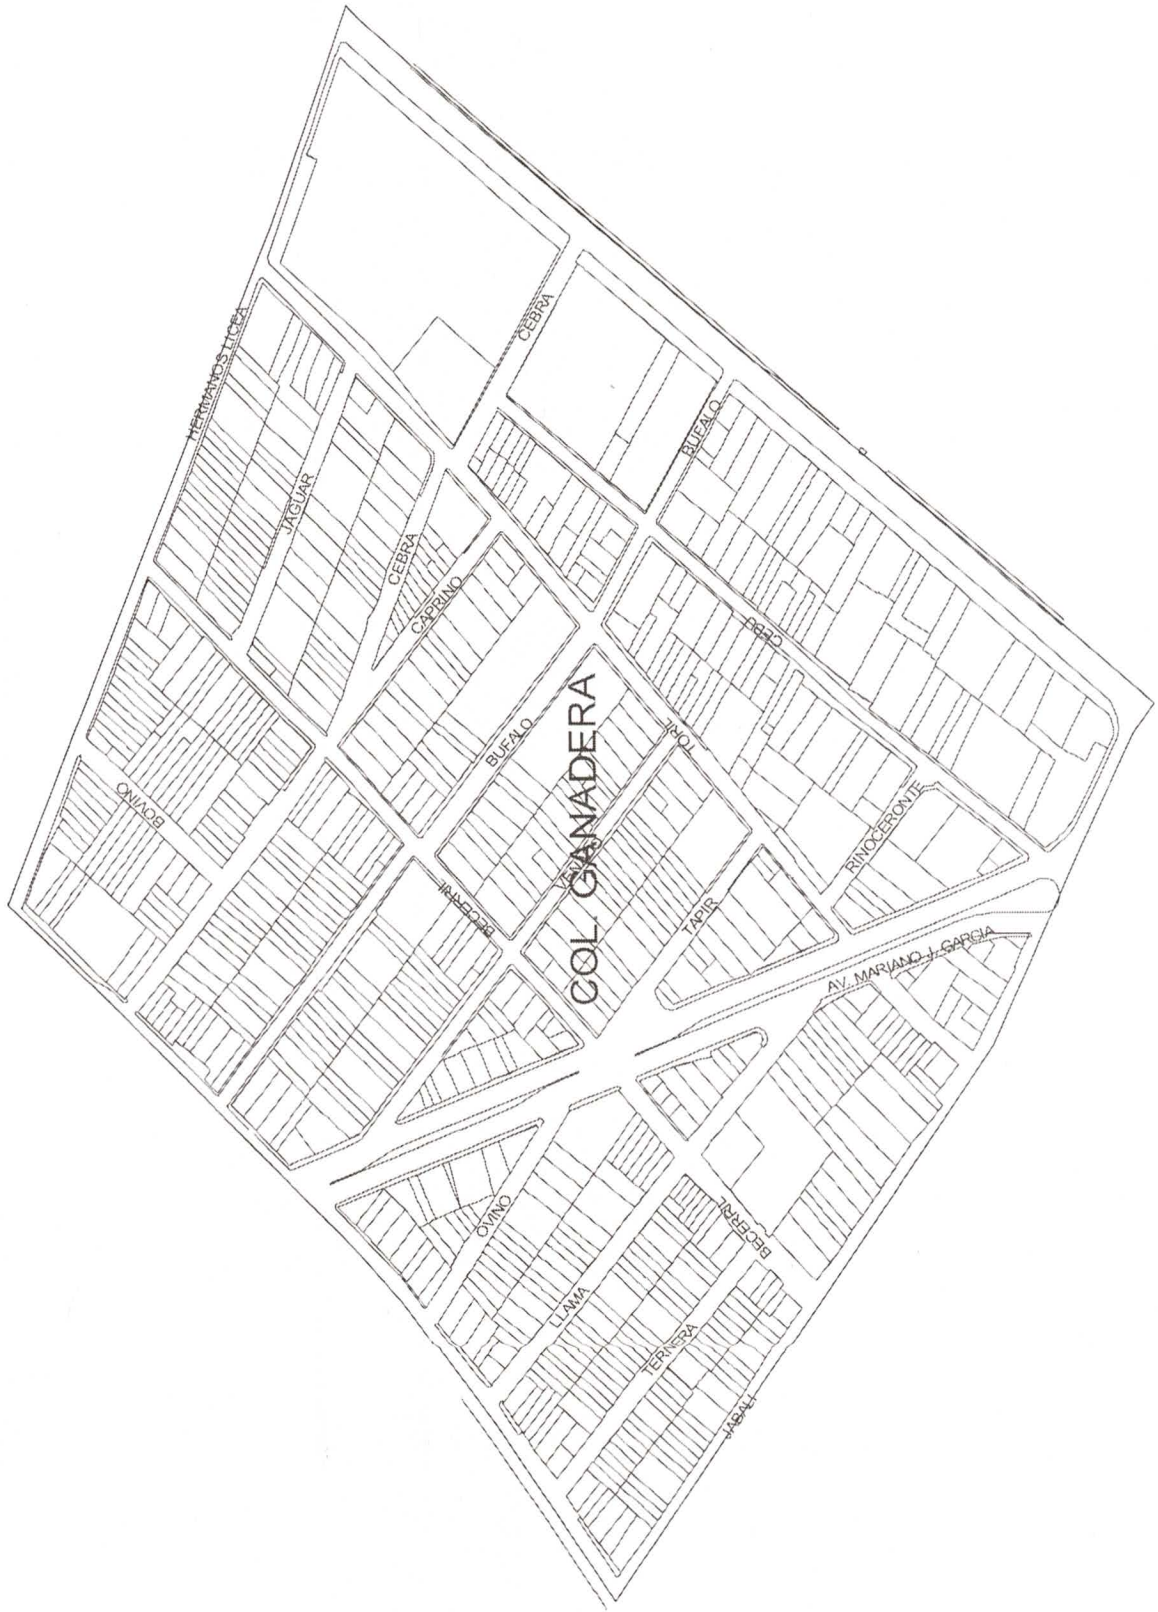 HERMANOS LICEA
CEBRA
BUFALO
JAGUAR
CEBRA
CAPRINO
CEBU
BUFALO
TORIL
BOVINO
COL. GANADERA
RINOCERONTE
BECERRIL
TAPIR
AV. MARIANO J. GARCIA
OVINO
BECERRIL
LLAMA
TERNERA
JABALI